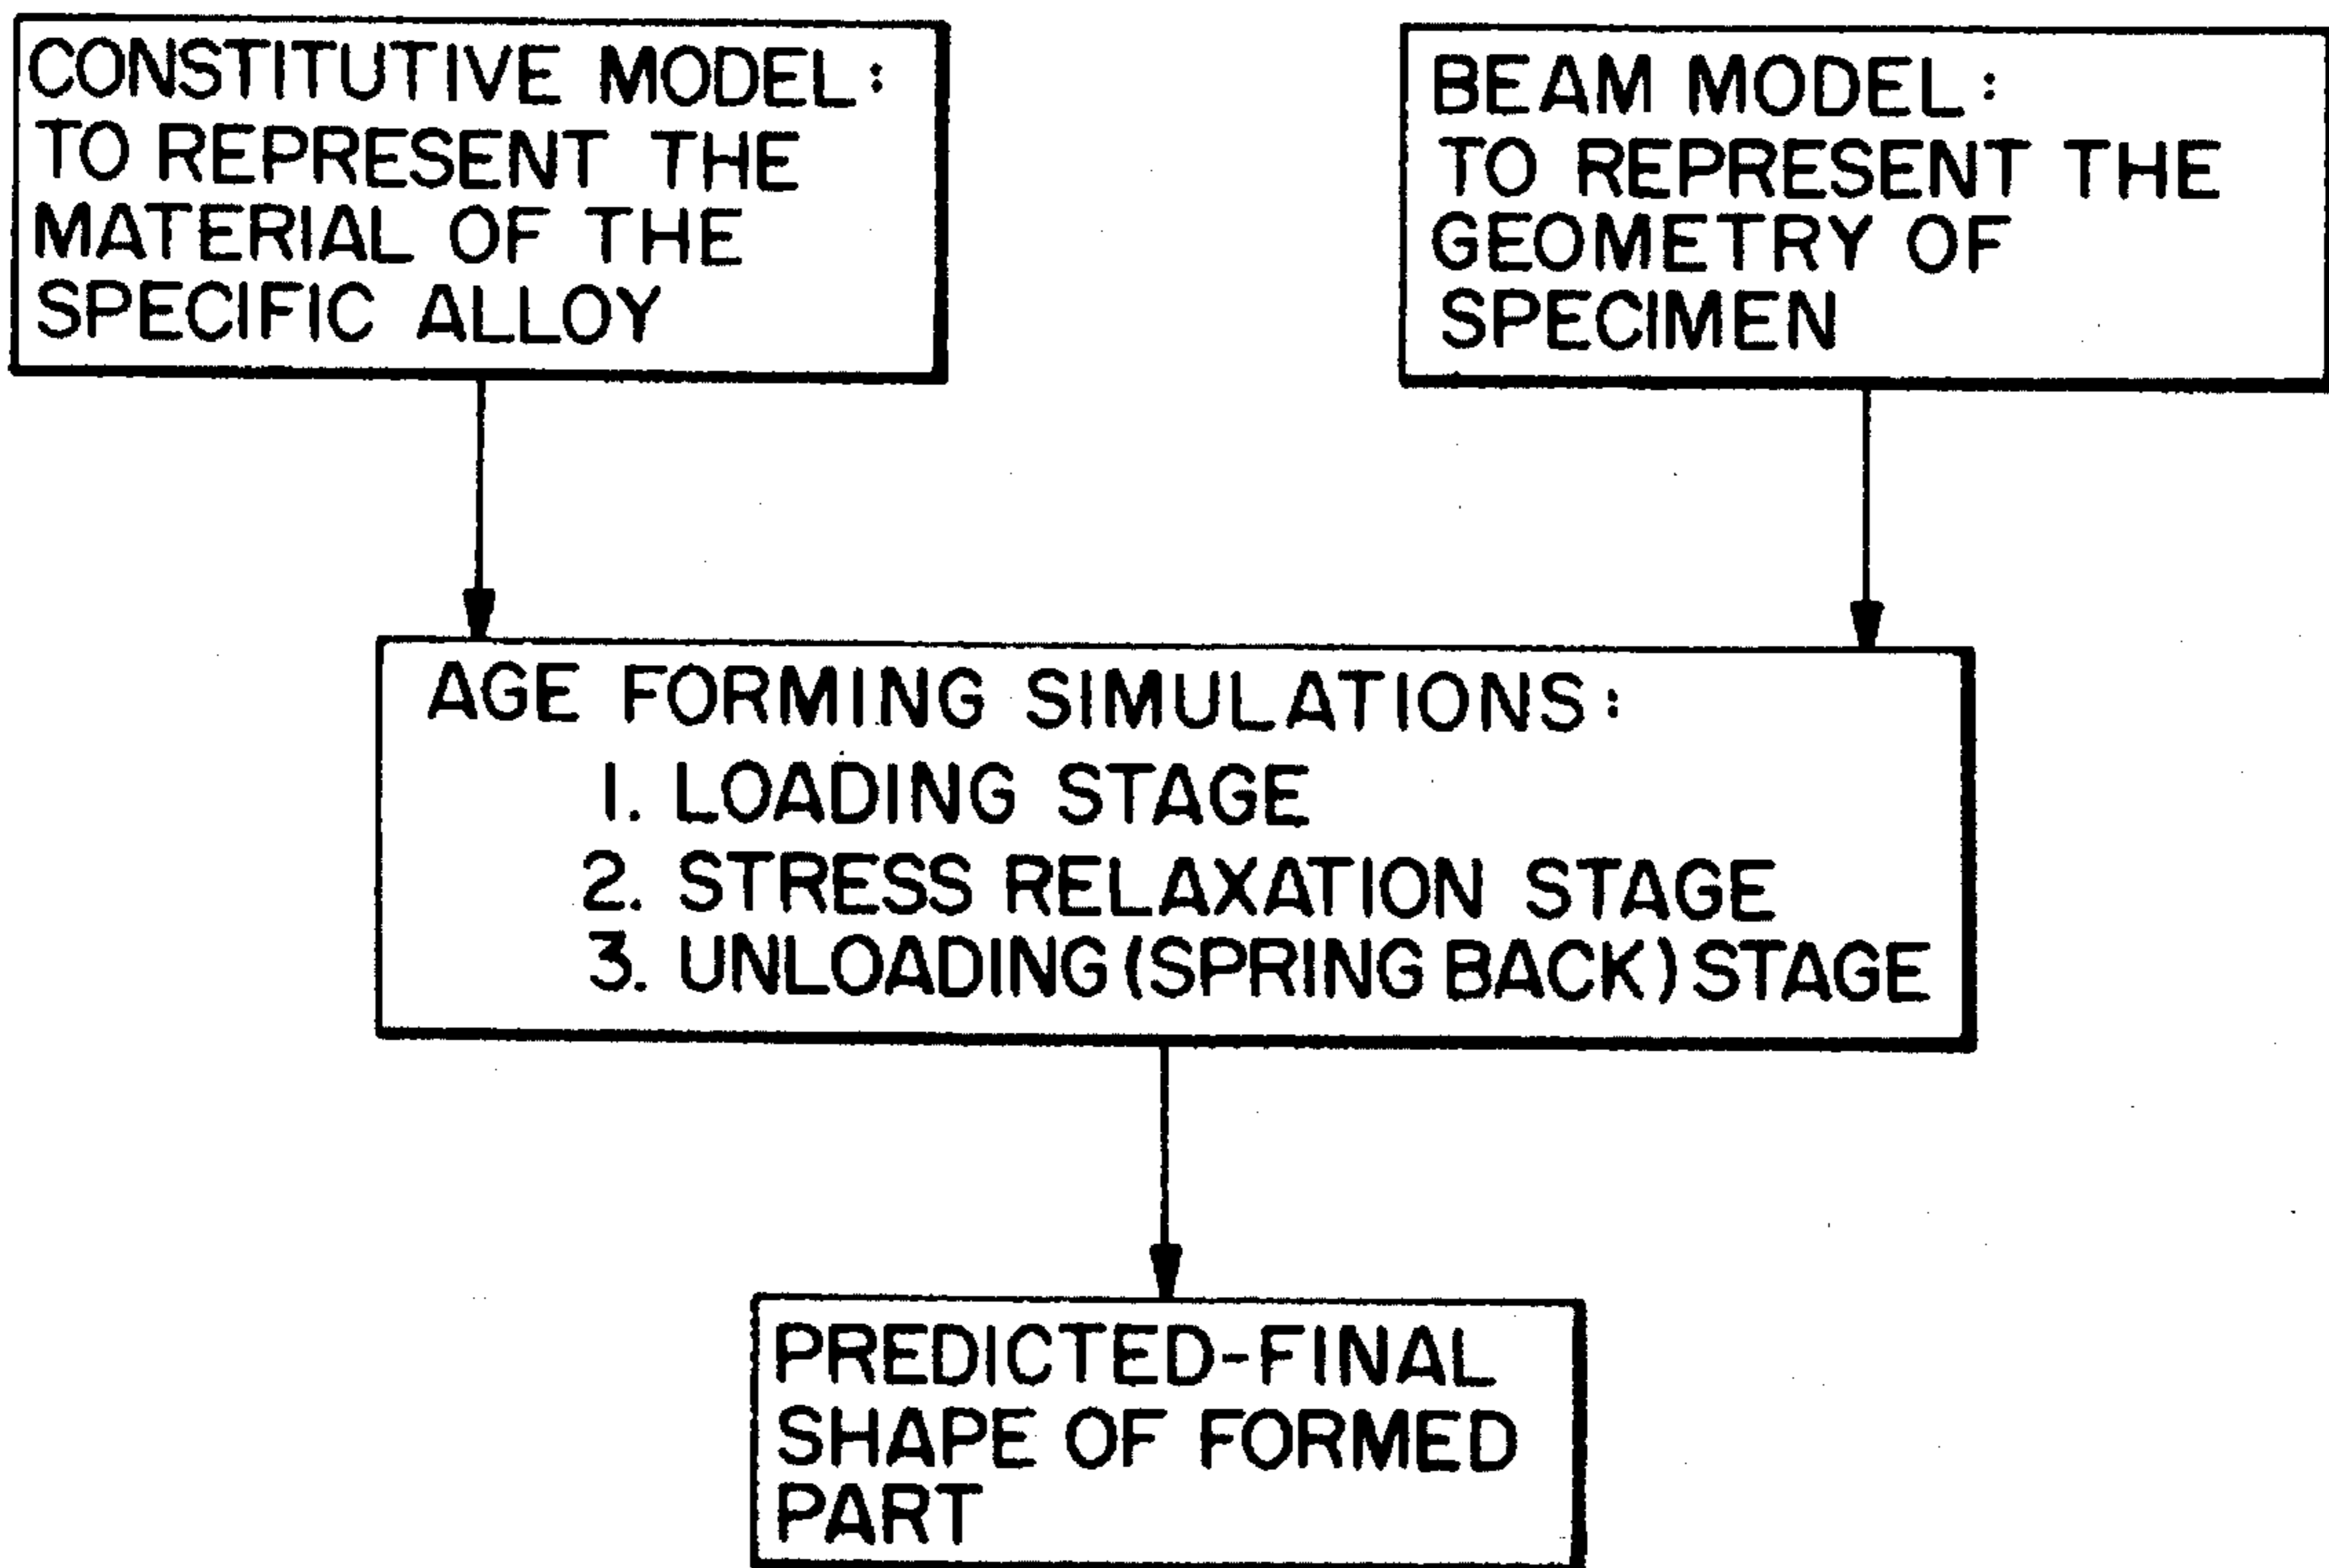 CONSTITUTIVE MODEL:
TO REPRESENT THE
MATERIAL OF THE
SPECIFIC ALLOY
BEAM MODEL:
TO REPRESENT THE
GEOMETRY OF
SPECIMEN
AGE FORMING SIMULATIONS:
1. LOADING STAGE
2. STRESS RELAXATION STAGE
3. UNLOADING (SPRING BACK) STAGE
PREDICTED-FINAL
SHAPE OF FORMED
PART